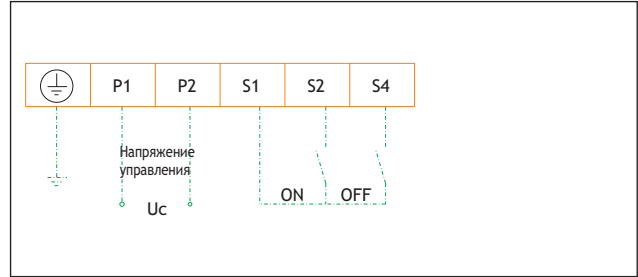 P1 P2 S1 S2 S4
Напряжение
управления
Uc
ON OFF